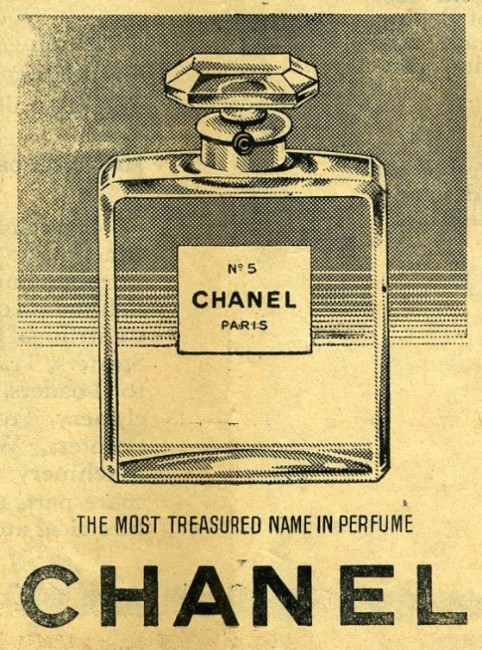 Nº 5
CHANEL
PARIS
THE MOST TREASURED NAME IN PERFUME
CHANEL